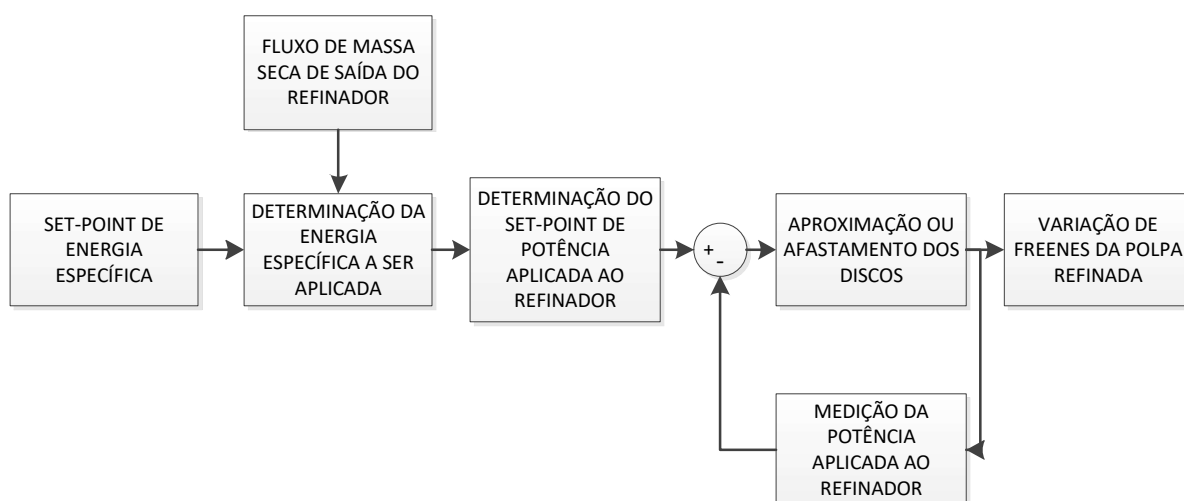 FLUXO DE MASSA
SECA DE SAÍDA DO
REFINADOR
SET-POINT DE
ENERGIA
ESPECÍFICA
DETERMINAÇÃO DA
ENERGIA
ESPECÍFICA A SER
APLICADA
DETERMINAÇÃO DO
SET-POINT DE
POTÊNCIA
APLICADA AO
REFINADOR
+
-
APROXIMAÇÃO OU
AFASTAMENTO DOS
DISCOS
VARIAÇÃO DE
FREENES DA POLPA
REFINADA
MEDIÇÃO DA
POTÊNCIA
APLICADA AO
REFINADOR